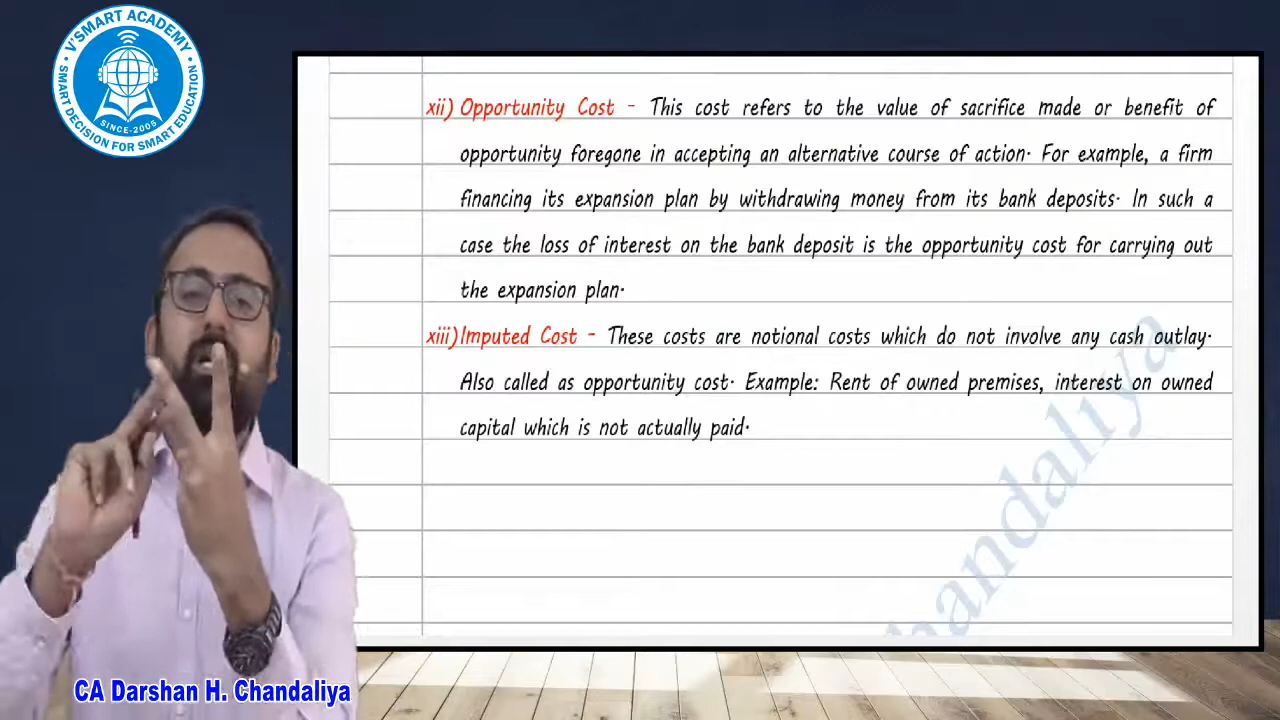 V'SMART ACADEMY
SMART DECISION FOR SMART EDUCATION
SINCE-2008
xii) Opportunity Cost - This cost refers to the value of sacrifice made or benefit of
opportunity foregone in accepting an alternative course of action. For example, a firm
financing its expansion plan by withdrawing money from its bank deposits. In such a
case the loss of interest on the bank deposit is the opportunity cost for carrying out
the expansion plan.
xiii) Imputed Cost - These costs are notional costs which do not involve any cash outlay.
Also called as opportunity cost. Example: Rent of owned premises, interest on owned
capital which is not actually paid.
handaliya
CA Darshan H. Chandaliya